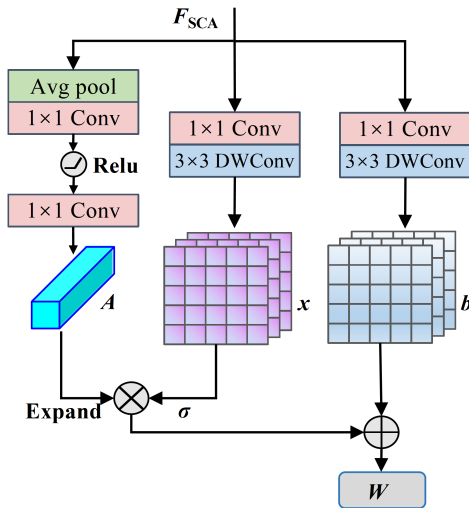 F_SCA
Avg pool
1×1 Conv
Relu
1×1 Conv
A
Expand
1×1 Conv
3×3 DWConv
x
σ
1×1 Conv
3×3 DWConv
b
W